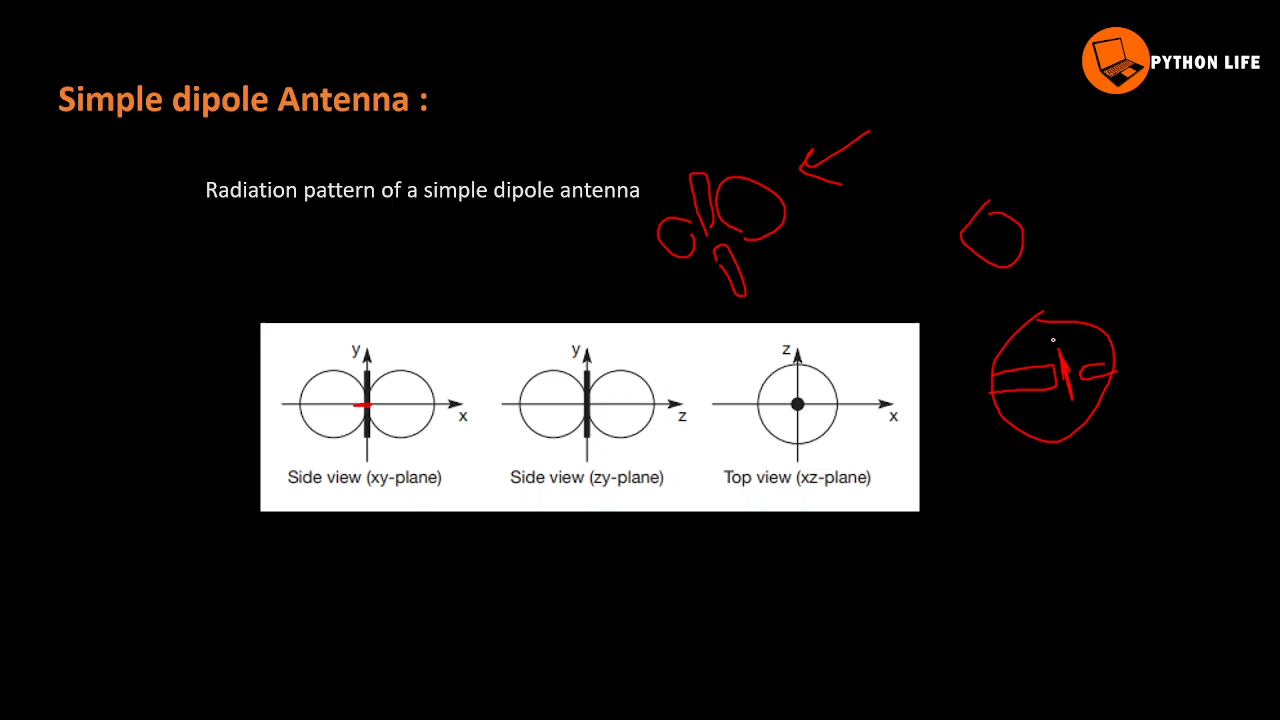 PYTHON LIFE
Simple dipole Antenna :
Radiation pattern of a simple dipole antenna
y
x
Side view (xy-plane)
y
z
Side view (zy-plane)
z
x
Top view (xz-plane)